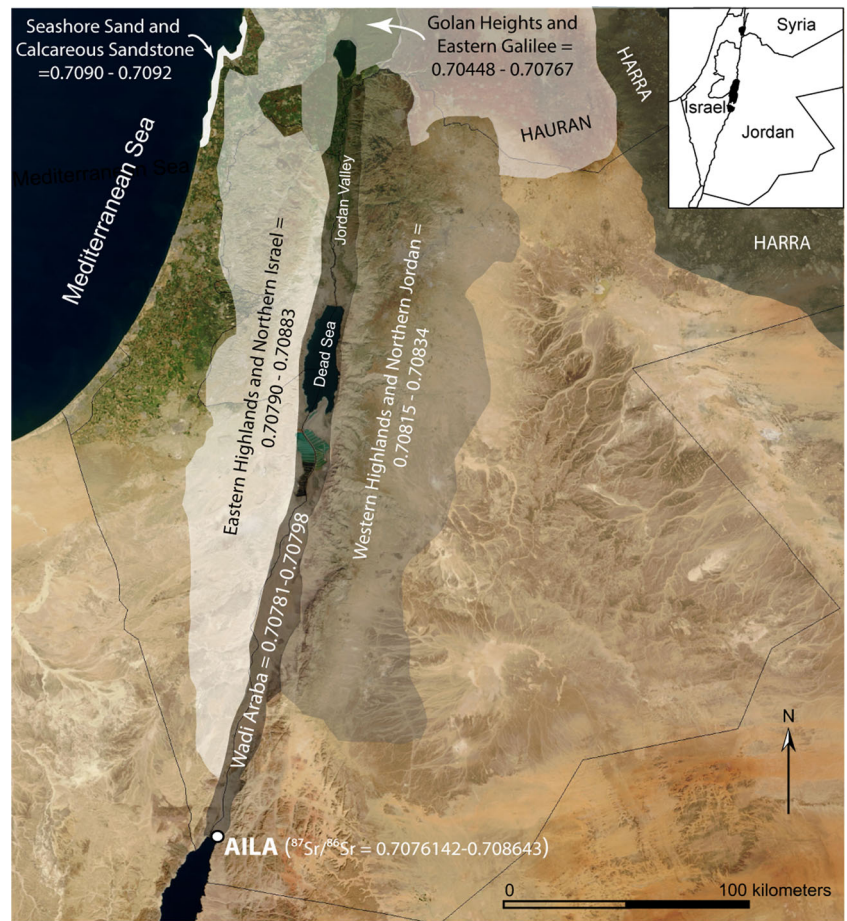 Seashore Sand and
Calcareous Sandstone
=0.7090 - 0.7092
Golan Heights and
Eastern Galilee =
0.70448 - 0.70767
Syria
Israel
Jordan
HARRA
HAURAN
HARRA
Mediterranean Sea
Mediterranean Sea
Jordan Valley
Dead Sea
Eastern Highlands and Northern Israel =
0.70790 - 0.70883
Western Highlands and Northern Jordan =
0.70815 - 0.70834
Wadi Araba = 0.70781-0.70798
N
AILA (⁸⁷Sr/⁸⁶Sr = 0.7076142-0.708643)
0 100 kilometers